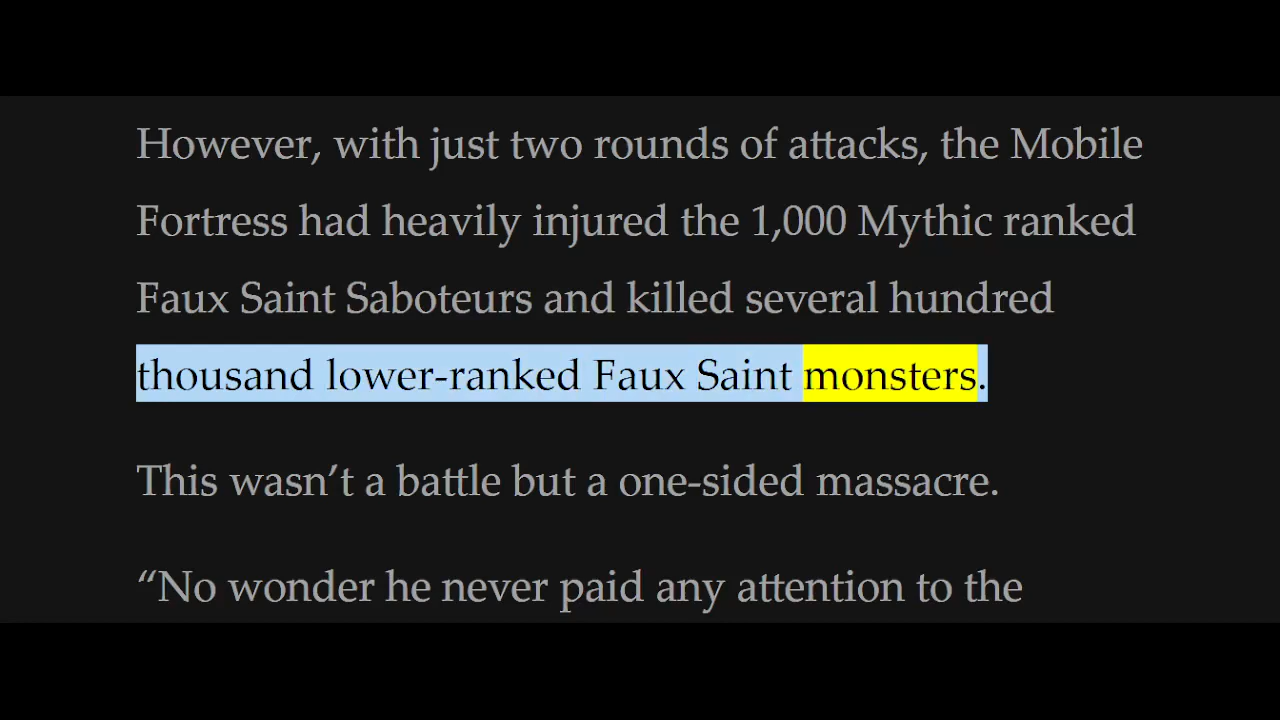 However, with just two rounds of attacks, the Mobile
Fortress had heavily injured the 1,000 Mythic ranked
Faux Saint Saboteurs and killed several hundred
thousand lower-ranked Faux Saint monsters.
This wasn’t a battle but a one-sided massacre.
“No wonder he never paid any attention to the